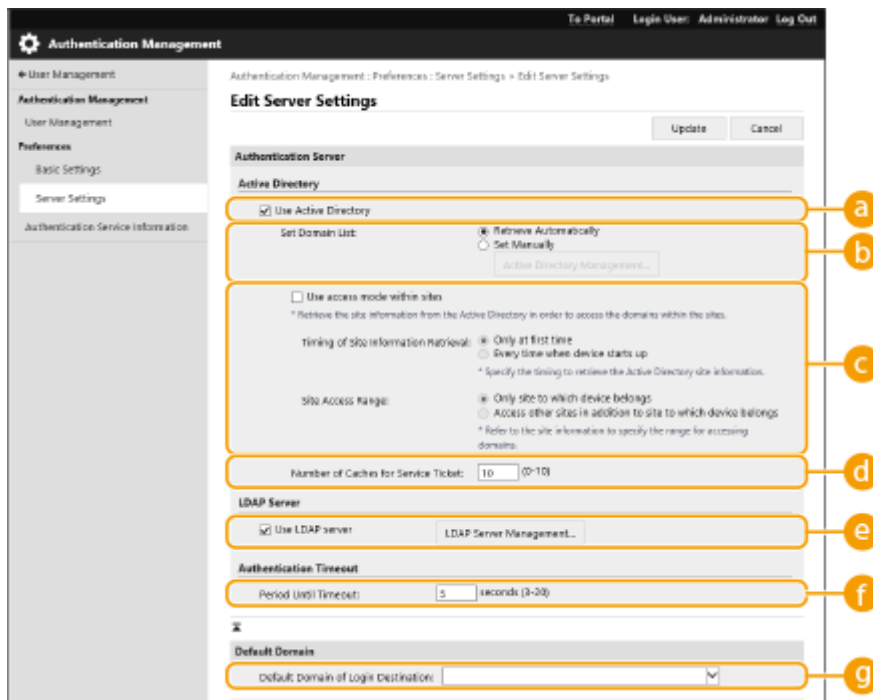 To Portal Login User: Administrator Log Out
Authentication Management
User Management
Authentication Management
User Management
Preferences
Basic Settings
Server Settings
Authentication Service Information
Authentication Management : Preferences : Server Settings > Edit Server Settings
Edit Server Settings
Update Cancel
Authentication Server
Active Directory
Use Active Directory
a
Set Domain List: Retrieve Automatically
Set Manually
Active Directory Management...
b
Use access mode within sites
* Retrieve the site information from the Active Directory in order to access the domains within the sites.
Timing of Site Information Retrieval: Only at first time
Every time when device starts up
* Specify the timing to retrieve the Active Directory site information.
c
Site Access Range: Only site to which device belongs
Access other sites in addition to site to which device belongs
* Refer to the site information to specify the range for accessing
domains.
Number of Caches for Service Ticket: 10 (0-10)
d
LDAP Server
Use LDAP server LDAP Server Management...
e
Authentication Timeout
Period Until Timeout: 5 seconds (3-20)
f
Default Domain
Default Domain of Login Destination:
g